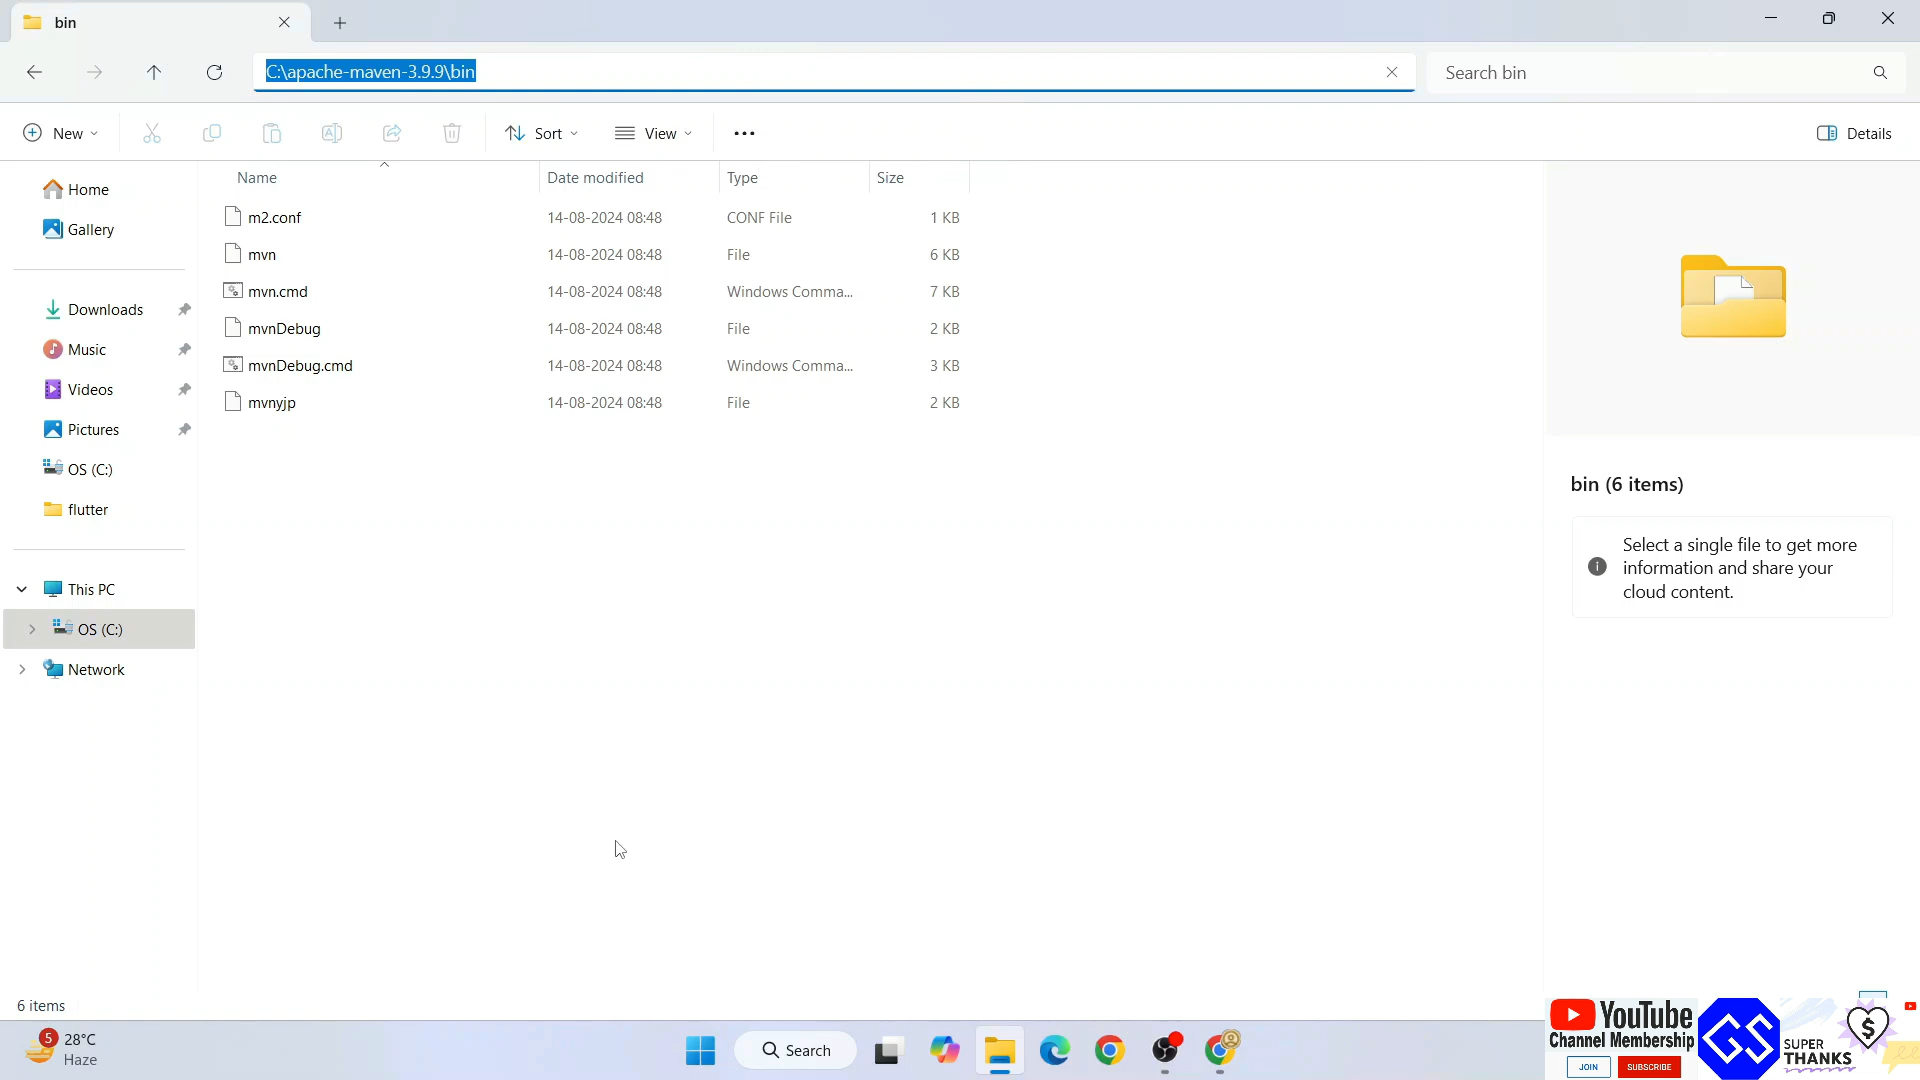 bin
C:\apache-maven-3.9.9\bin
Search bin
New
Sort
View
Details
Name
Date modified
Type
Size
Home
Gallery
Downloads
Music
Videos
Pictures
OS (C:)
flutter
This PC
OS (C:)
Network
m2.conf 14-08-2024 08:48 CONF File 1 KB
mvn 14-08-2024 08:48 File 6 KB
mvn.cmd 14-08-2024 08:48 Windows Comma... 7 KB
mvnDebug 14-08-2024 08:48 File 2 KB
mvnDebug.cmd 14-08-2024 08:48 Windows Comma... 3 KB
mvnyjp 14-08-2024 08:48 File 2 KB
bin (6 items)
Select a single file to get more
information and share your
cloud content.
6 items
5
28°C
Haze
Search
YouTube
Channel Membership
JOIN
SUBSCRIBE
GS
SUPER
THANKS
$